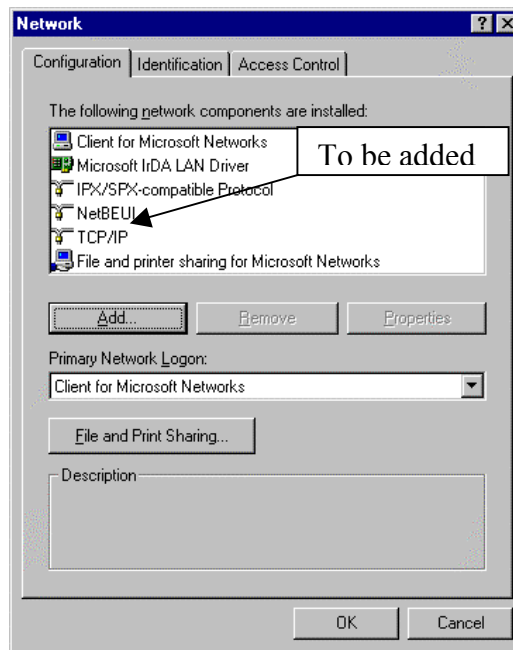 Network
Configuration Identification Access Control
The following network components are installed:
Client for Microsoft Networks
Microsoft IrDA LAN Driver
To be added
IPX/SPX-compatible Protocol
NetBEUI
TCP/IP
File and printer sharing for Microsoft Networks
Add... Remove Properties
Primary Network Logon:
Client for Microsoft Networks
File and Print Sharing...
Description
OK Cancel